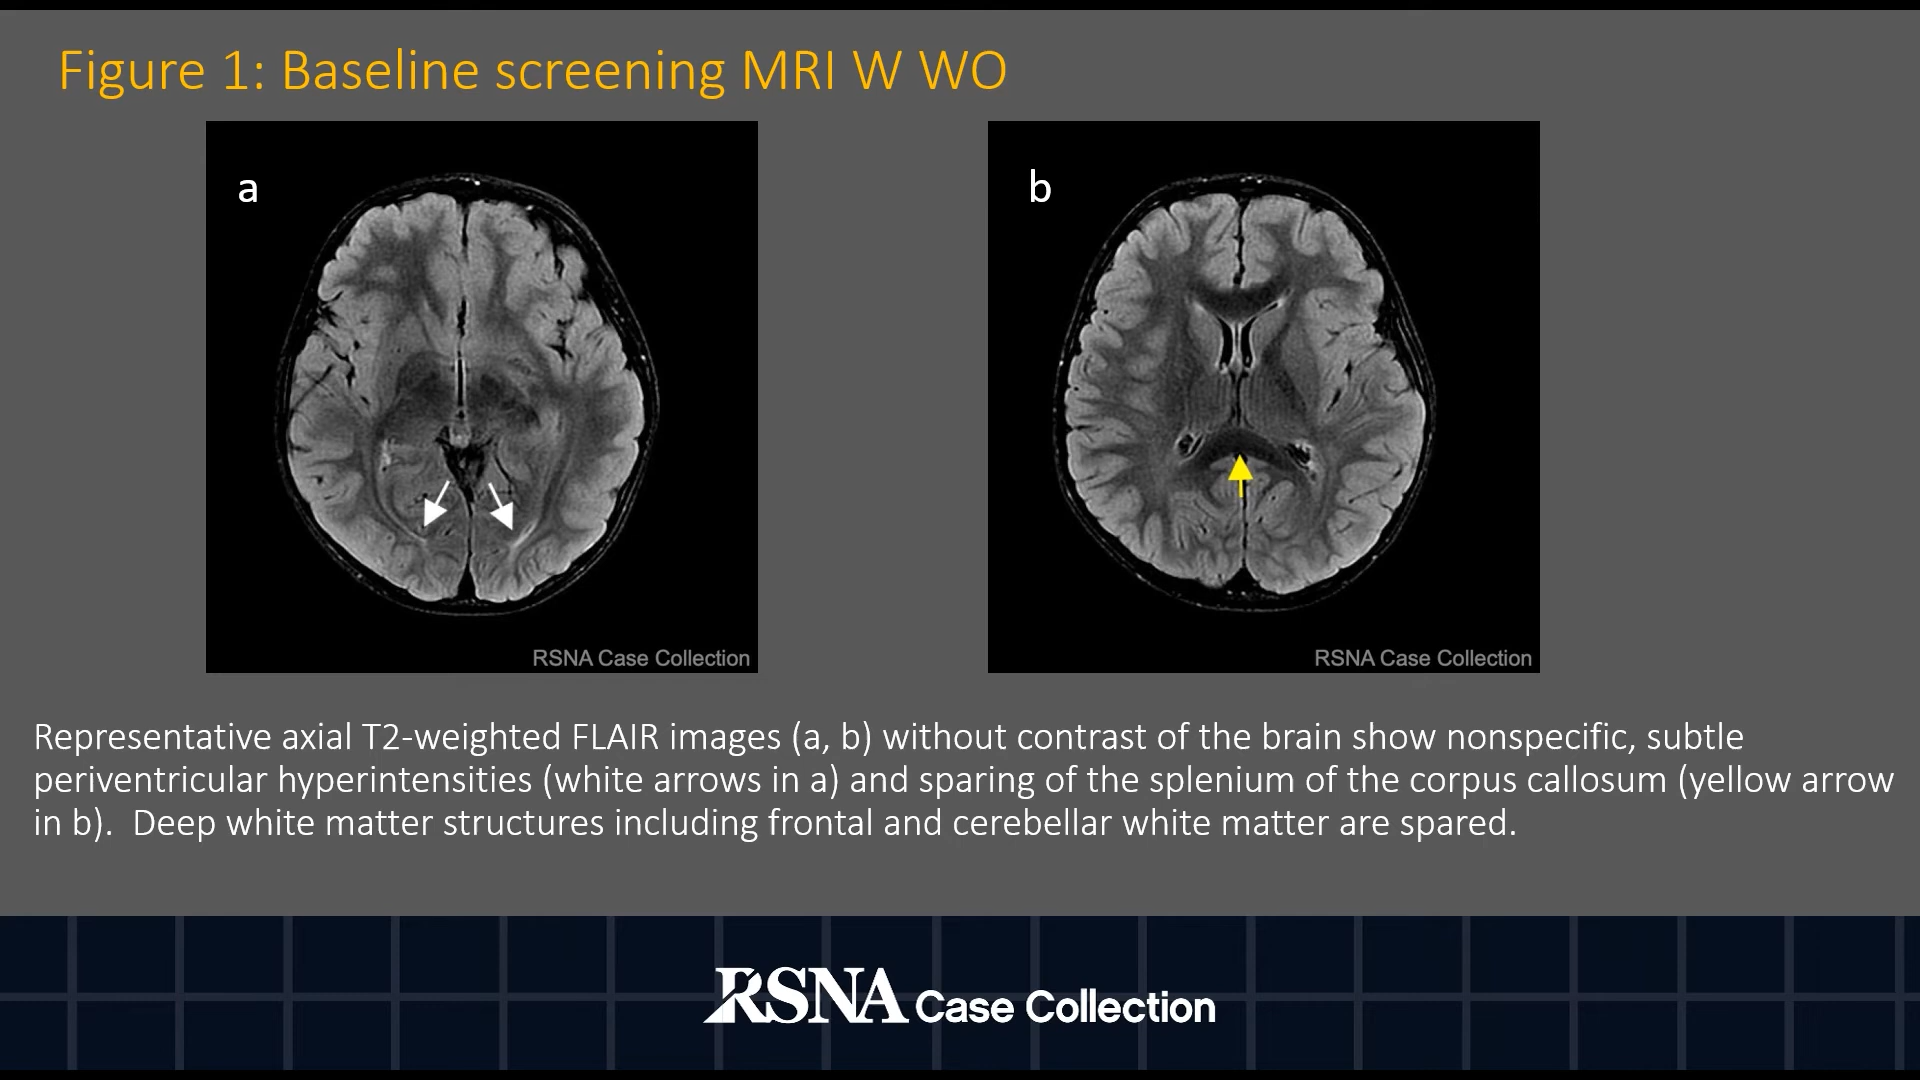 Figure 1: Baseline screening MRI W WO
a
b
RSNA Case Collection
RSNA Case Collection
Representative axial T2-weighted FLAIR images (a, b) without contrast of the brain show nonspecific, subtle
periventricular hyperintensities (white arrows in a) and sparing of the splenium of the corpus callosum (yellow arrow
in b). Deep white matter structures including frontal and cerebellar white matter are spared.
RSNA Case Collection